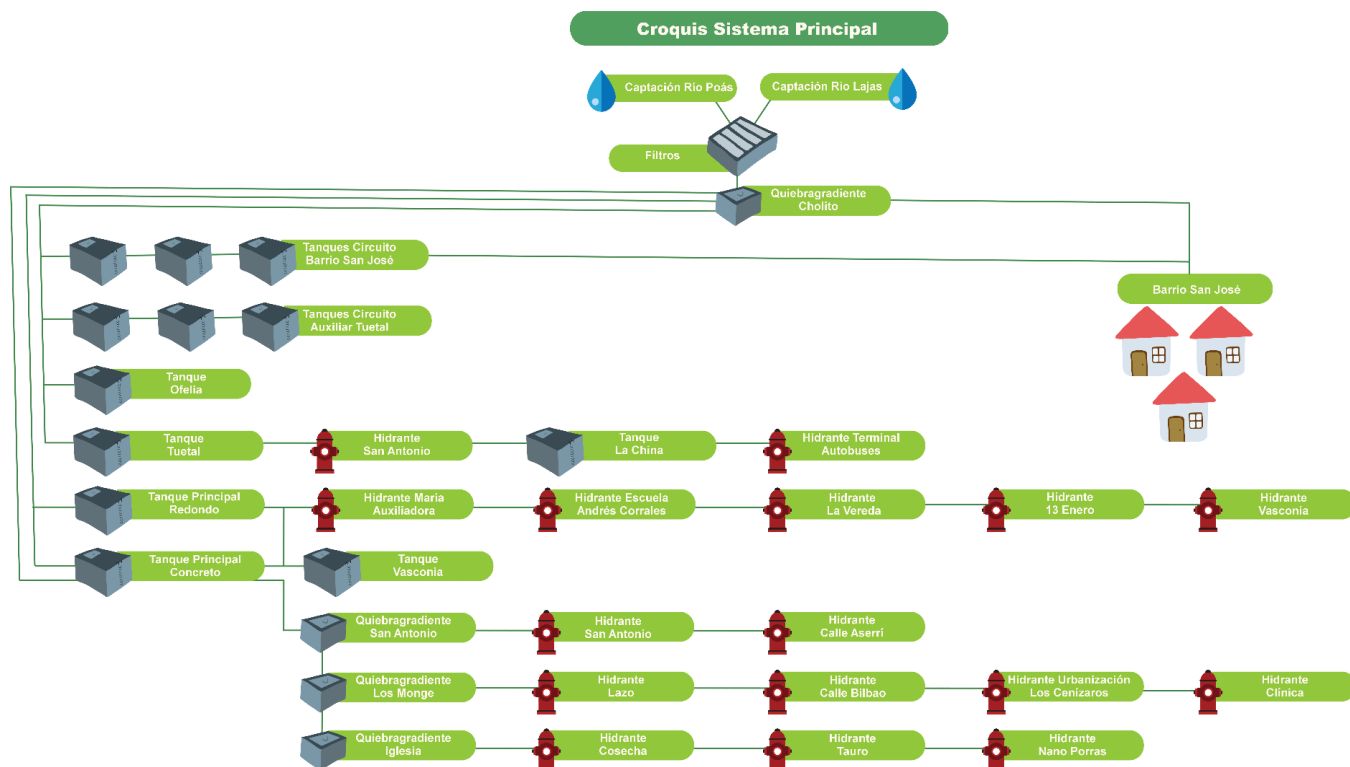 Croquis Sistema Principal
Captación Río Poás
Captación Río Lajas
Filtros
Quiebragradiente
Cholito
Tanques Circuito
Barrio San José
Barrio San José
Tanques Circuito
Auxiliar Tuetal
Tanque
Ofelia
Tanque
Tuetal
Hidrante
San Antonio
Tanque
La China
Hidrante Terminal
Autobuses
Tanque Principal
Redondo
Hidrante María
Auxiliadora
Hidrante Escuela
Andrés Corrales
Hidrante
La Vereda
Hidrante
13 Enero
Hidrante
Vasconia
Tanque Principal
Concreto
Tanque
Vasconia
Quiebragradiente
San Antonio
Hidrante
San Antonio
Hidrante
Calle Aserrí
Quiebragradiente
Los Monge
Hidrante
Lazo
Hidrante
Calle Bilbao
Hidrante Urbanización
Los Cenízaros
Hidrante
Clínica
Quiebragradiente
Iglesia
Hidrante
Cosecha
Hidrante
Tauro
Hidrante
Nano Porras